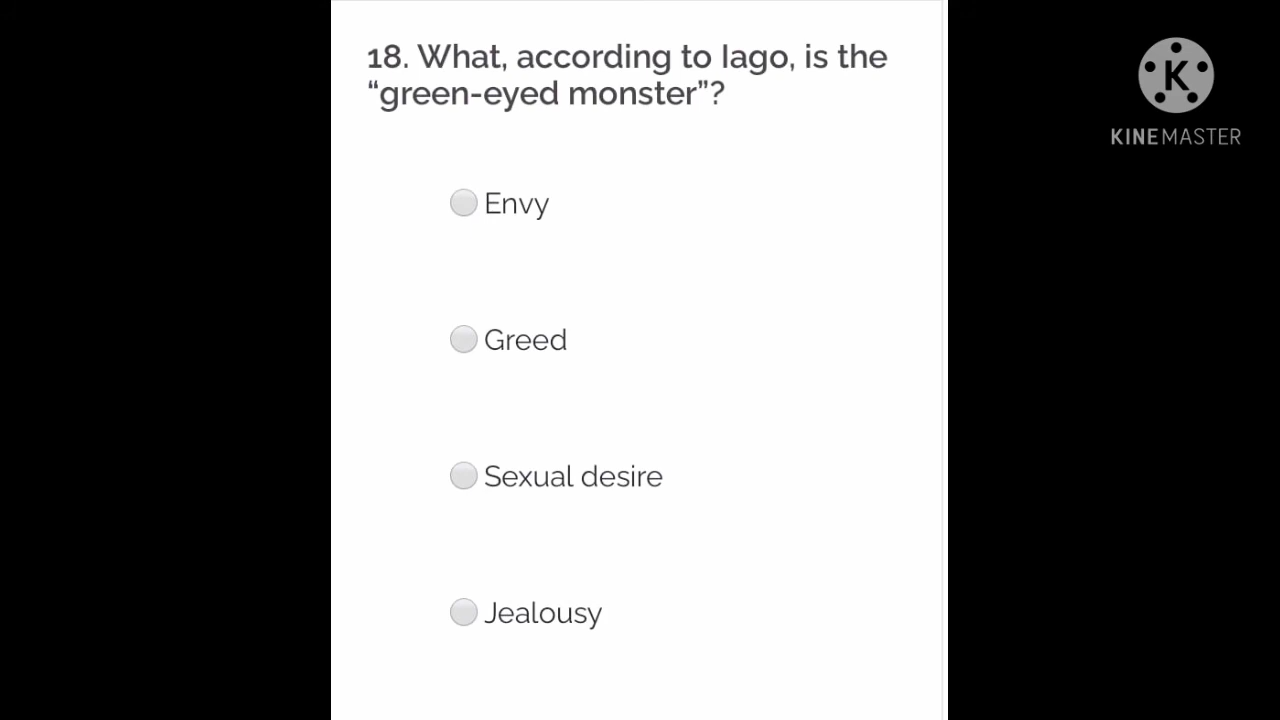 18. What, according to Iago, is the
“green-eyed monster”?
Envy
Greed
Sexual desire
Jealousy
K
KINEMASTER